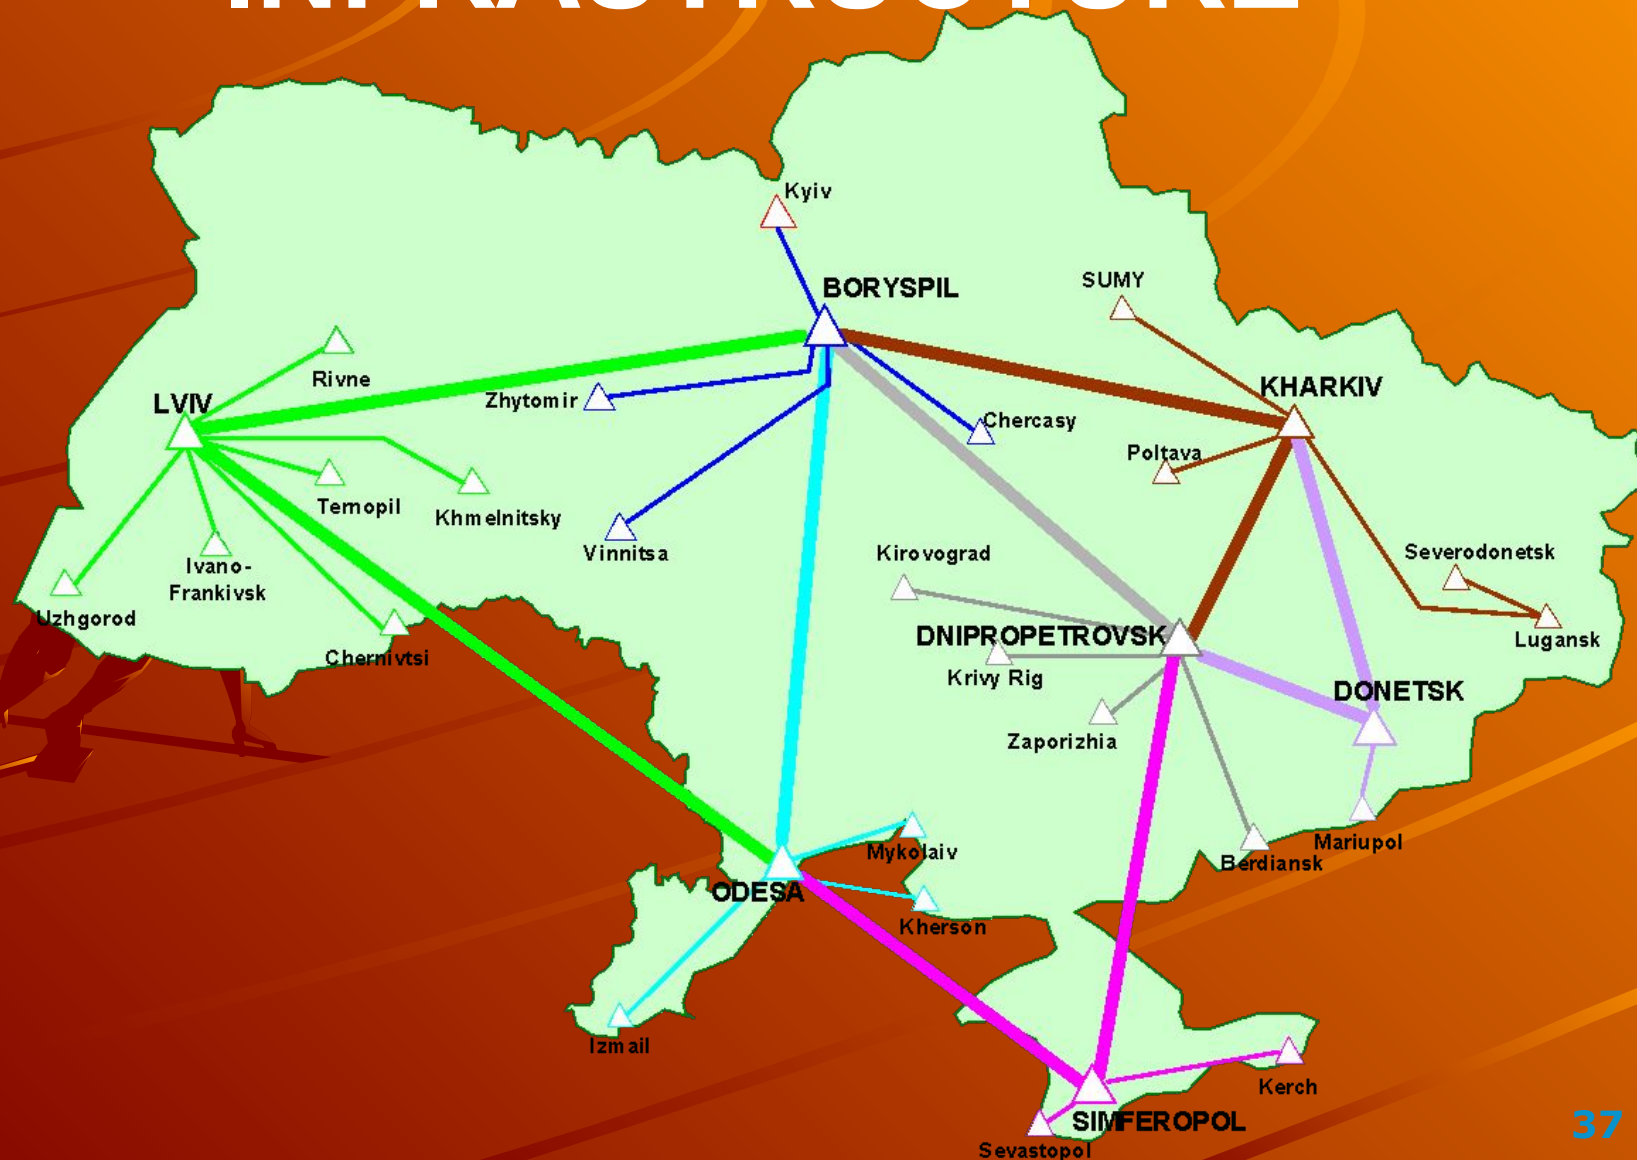 INFRASTRUCTURE
Kyiv
BORYSPIL
SUMY
Rivne
LVIV
Zhytomir
KHARKIV
Chercasy
Poltava
Ternopil
Khmelnitsky
Vinnitsa
Kirovograd
Severodonetsk
Ivano-
Frankivsk
Uzhgorod
Chernivtsi
DNIPROPETROVSK
Krivy Rig
Lugansk
DONETSK
Zaporizhia
Mykolaiv
Mariupol
Berdiansk
ODESA
Kherson
Izmail
Kerch
SIMFEROPOL
Sevastopol
37